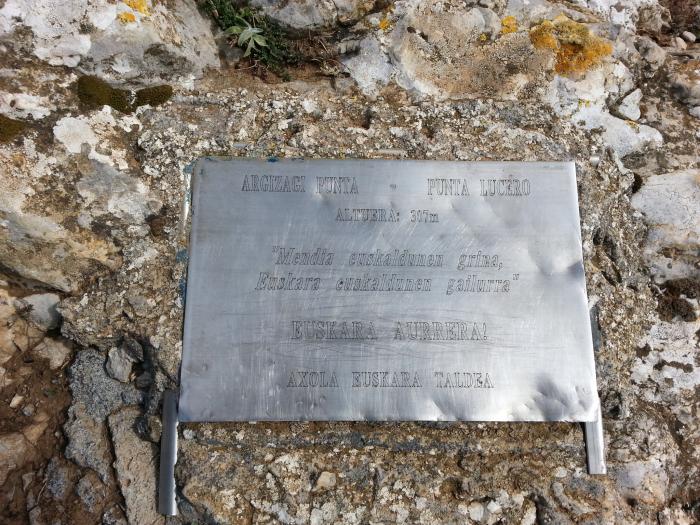 ARGIZAGI PUNTA - PUNTA LUCERO
ALTUERA: 307m
"Mendia euskaldunen grina,
Euskara euskaldunen gailurra"
EUSKARA AURRERA!
AXOLA EUSKARA TALDEA